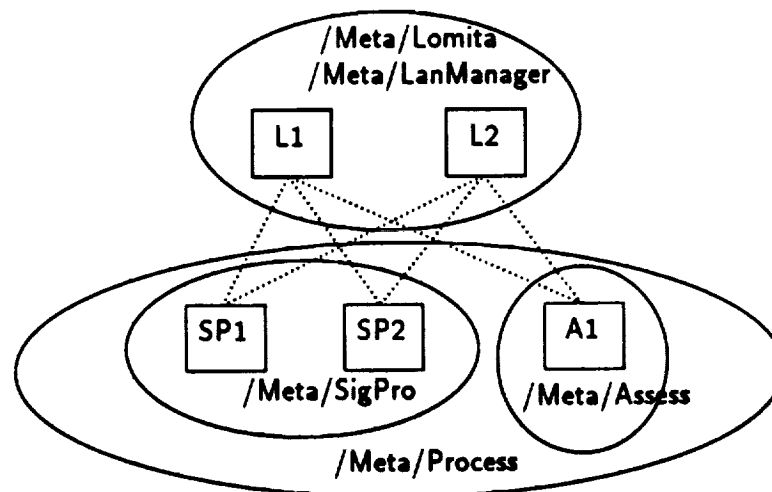 /Meta/Lomita
/Meta/LanManager
L1
L2
SP1
SP2
A1
/Meta/SigPro
/Meta/Assess
/Meta/Process